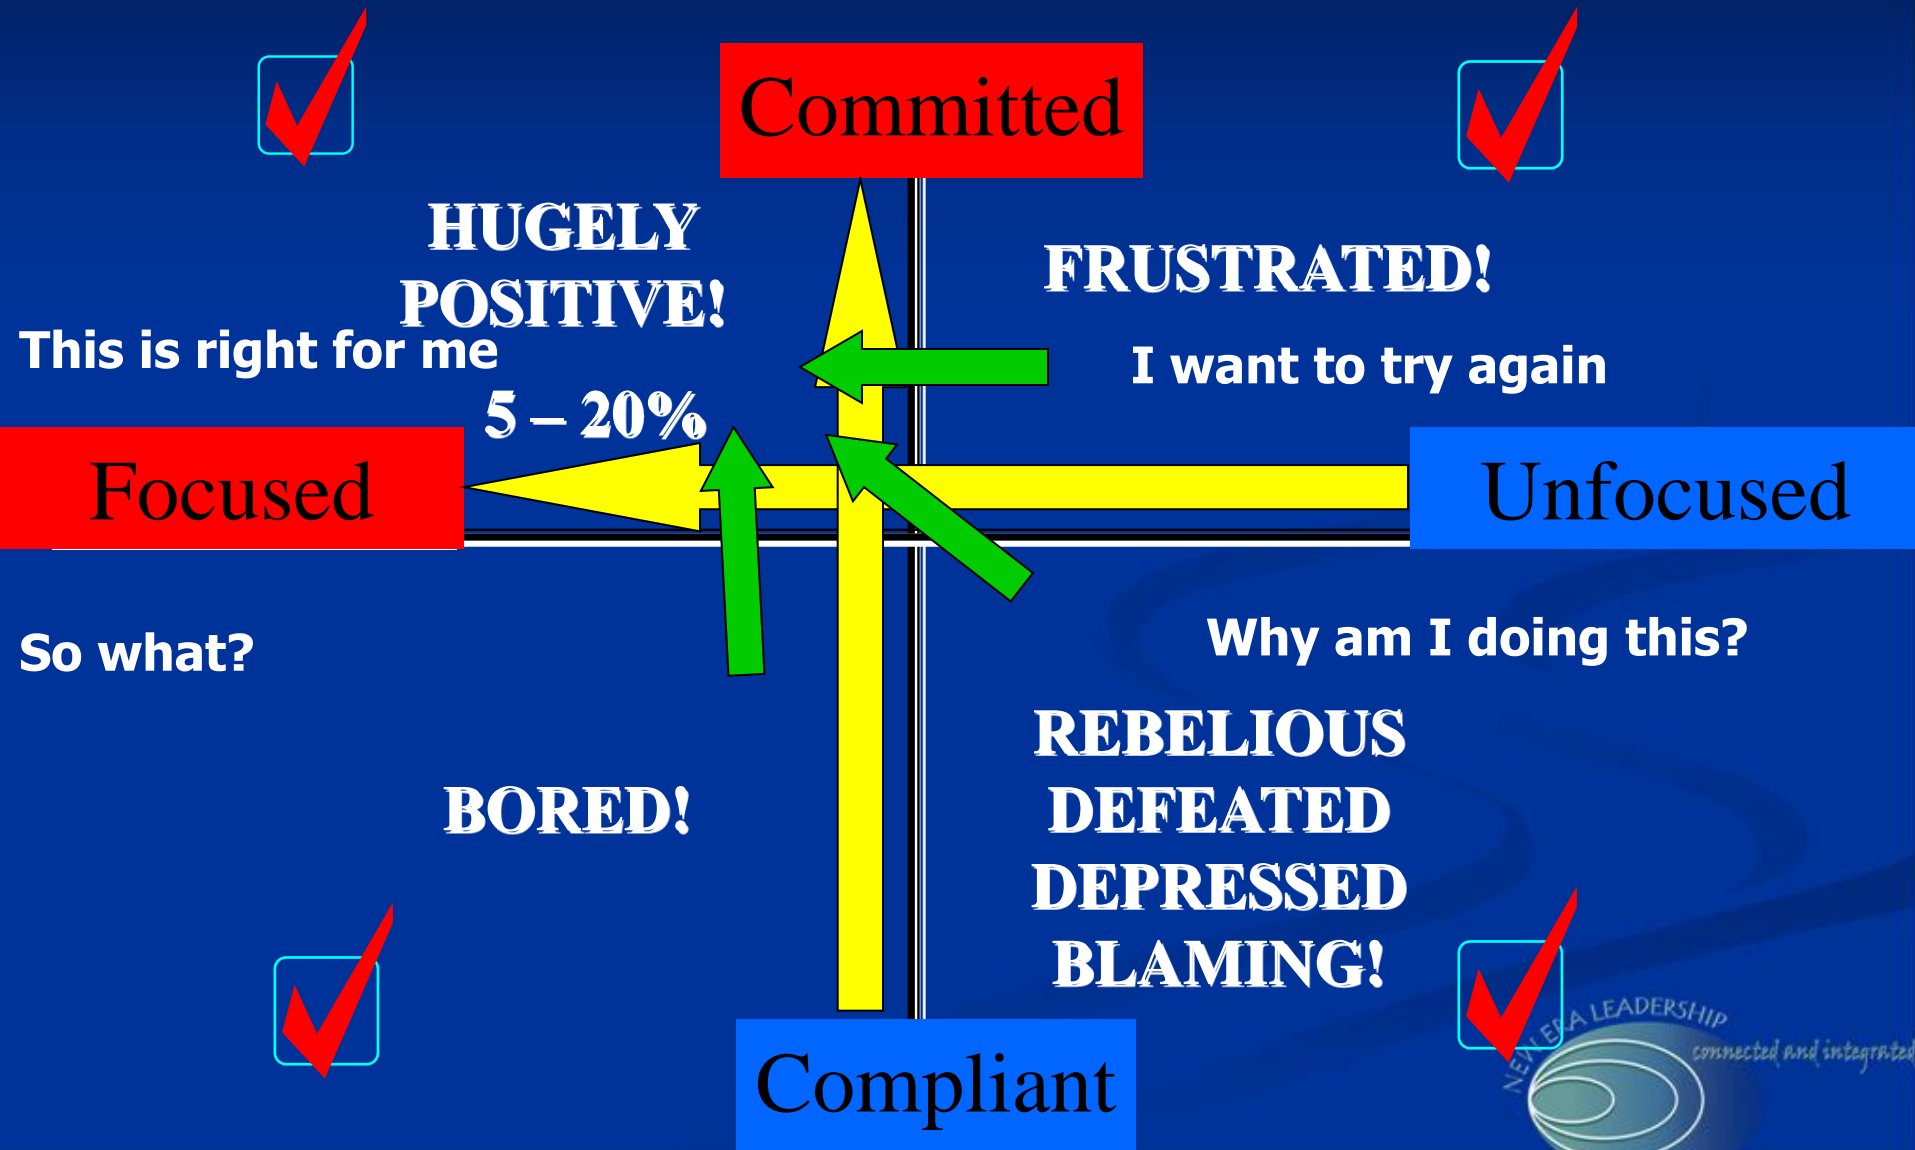 Committed
HUGELY
POSITIVE!
This is right for me
5 – 20%
FRUSTRATED!
I want to try again
Focused
Unfocused
So what?
BORED!
Why am I doing this?
REBELIOUS
DEFEATED
DEPRESSED
BLAMING!
Compliant
NEW ERA LEADERSHIP
connected and integrated